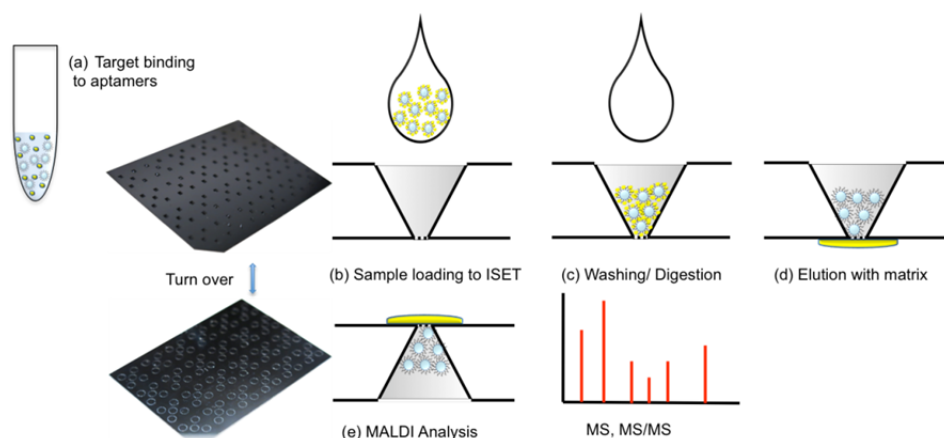 (a) Target binding
to aptamers
(b) Sample loading to ISET
(c) Washing/ Digestion
(d) Elution with matrix
Turn over
(e) MALDI Analysis
MS, MS/MS